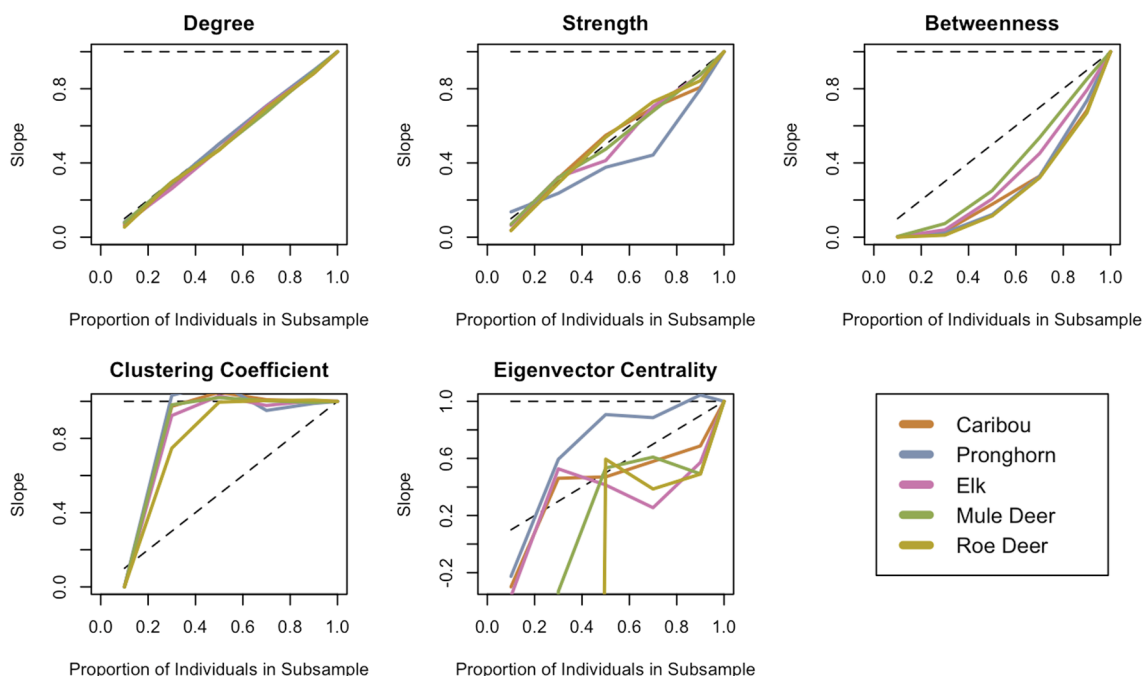 Degree
Strength
Betweenness
Slope
0.0 0.4 0.8
0.0 0.2 0.4 0.6 0.8 1.0
Proportion of Individuals in Subsample
Slope
0.0 0.4 0.8
0.0 0.2 0.4 0.6 0.8 1.0
Proportion of Individuals in Subsample
Slope
0.0 0.4 0.8
0.0 0.2 0.4 0.6 0.8 1.0
Proportion of Individuals in Subsample
Clustering Coefficient
Eigenvector Centrality
Slope
0.0 0.4 0.8
0.0 0.2 0.4 0.6 0.8 1.0
Proportion of Individuals in Subsample
Slope
-0.2 0.2 0.6 1.0
0.0 0.2 0.4 0.6 0.8 1.0
Proportion of Individuals in Subsample
Caribou
Pronghorn
Elk
Mule Deer
Roe Deer